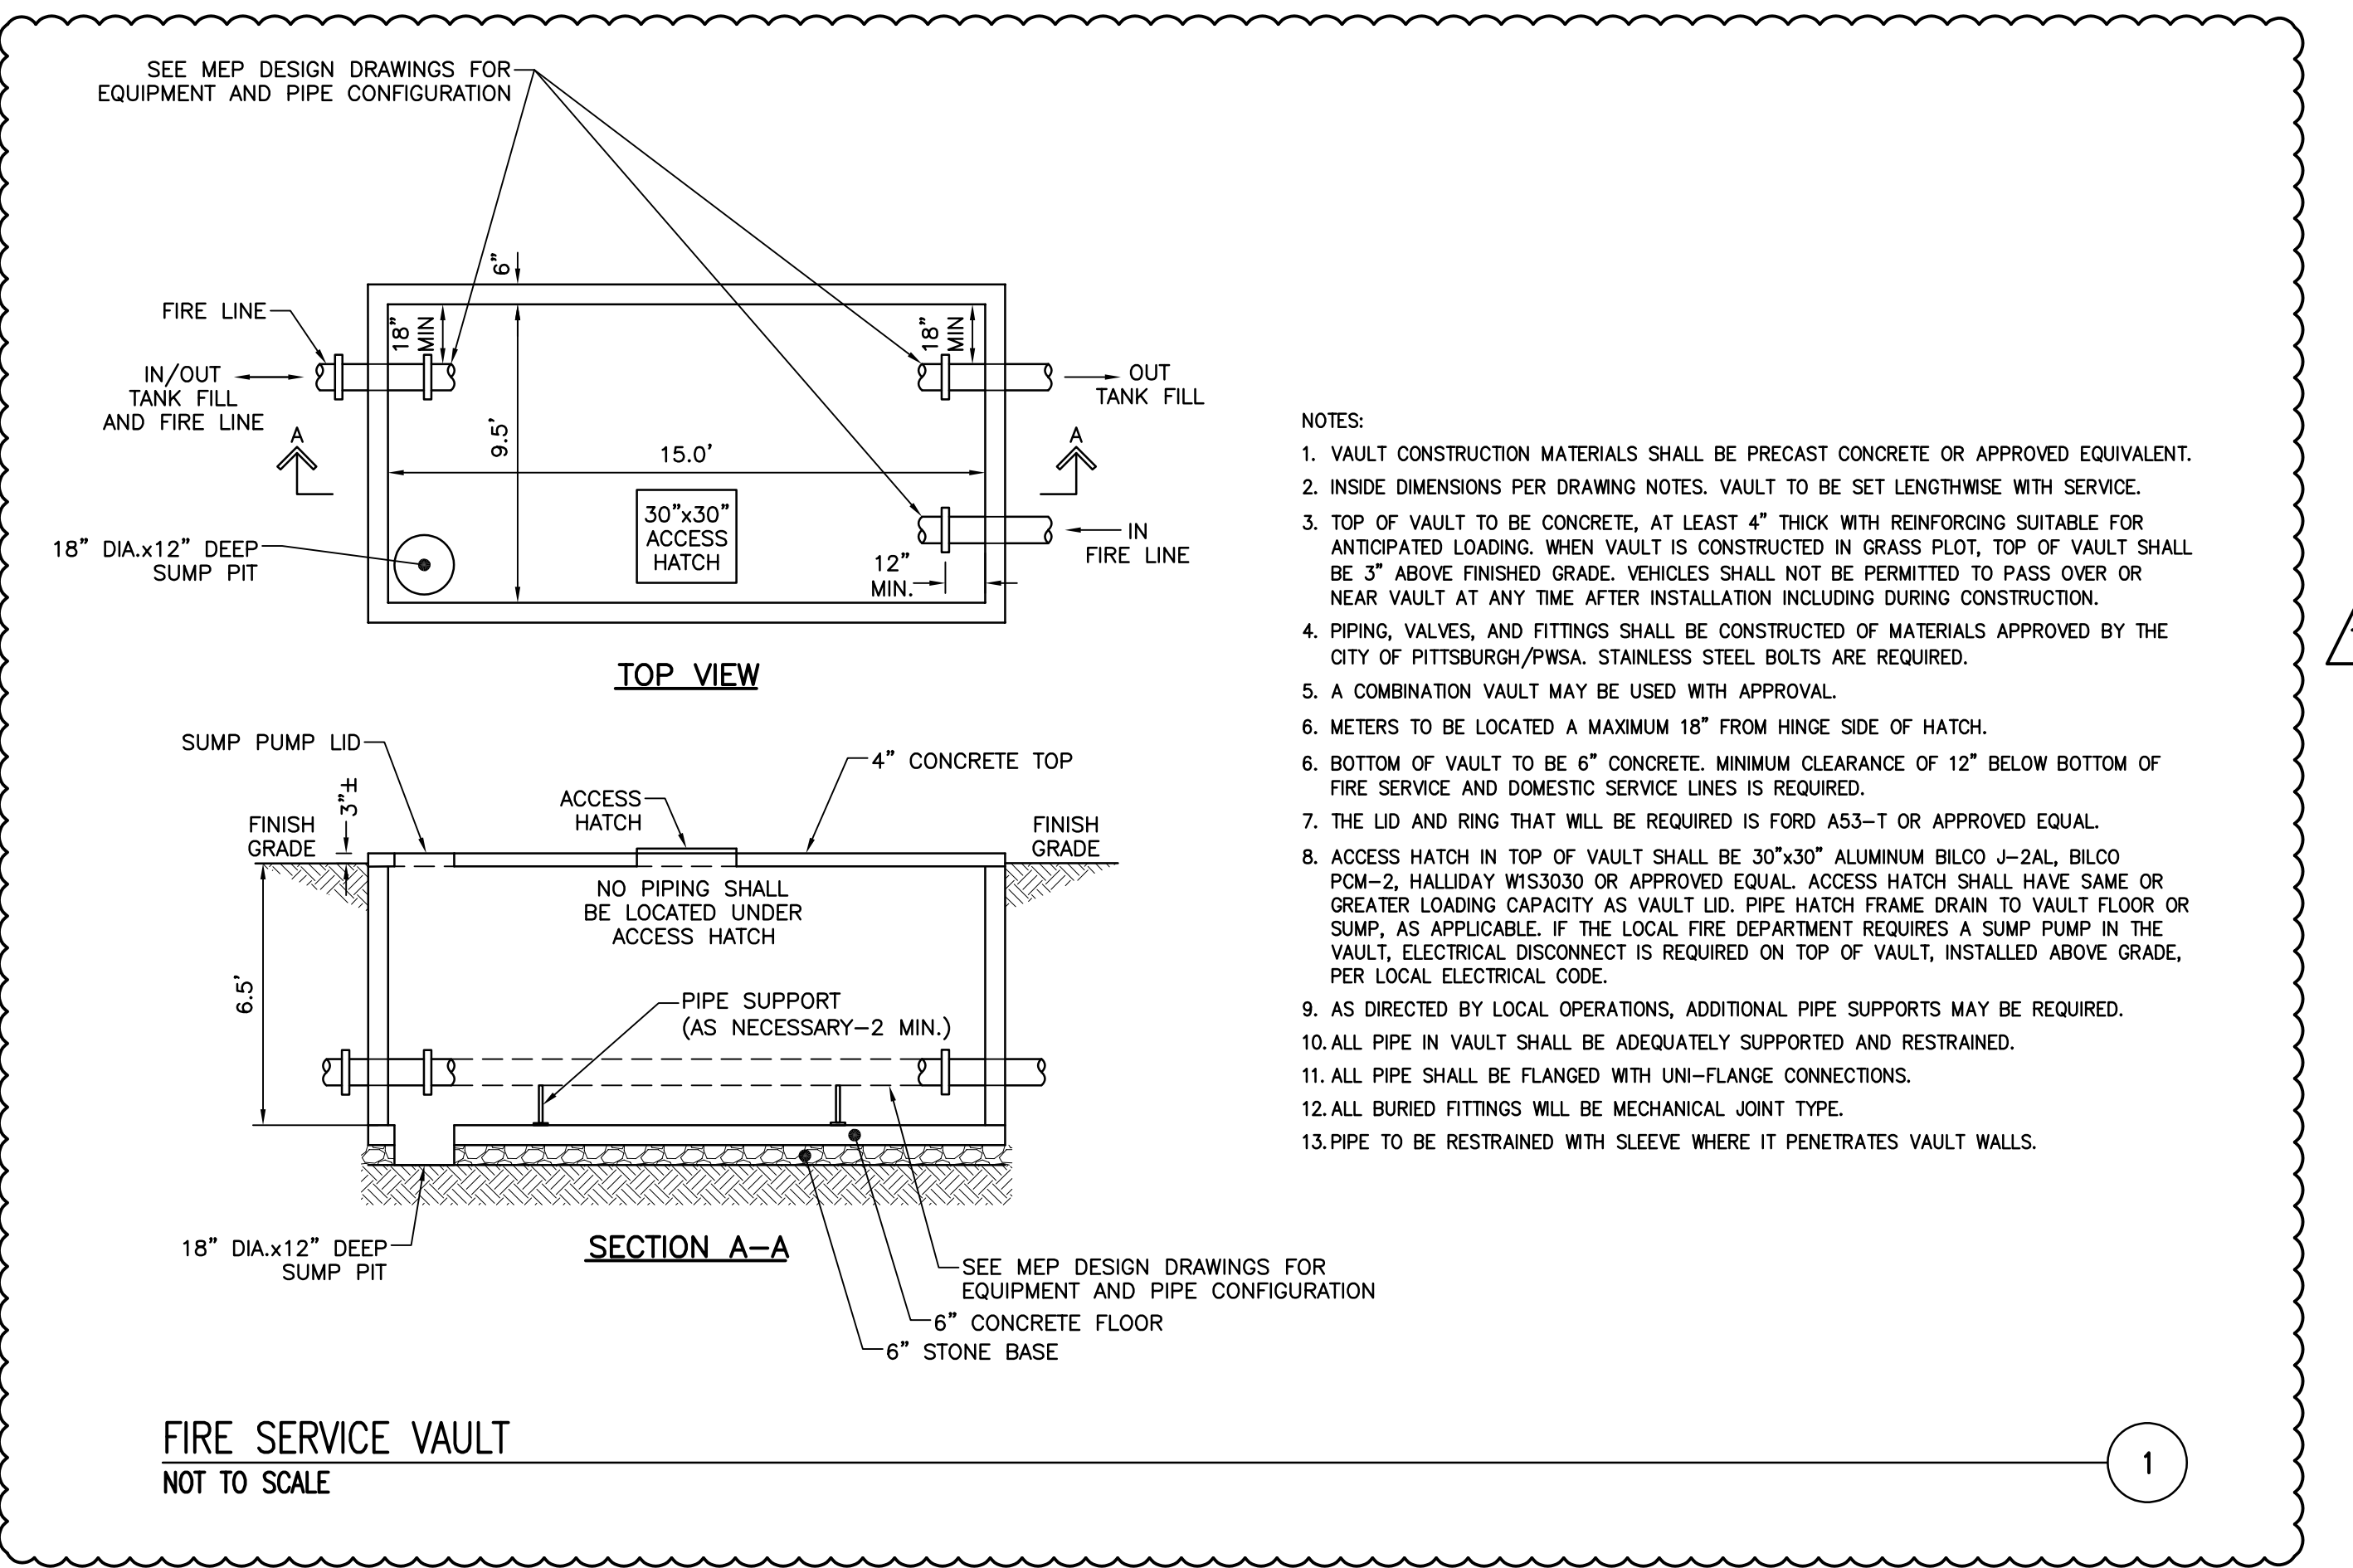 SEE MEP DESIGN DRAWINGS FOR
EQUIPMENT AND PIPE CONFIGURATION
6"
FIRE LINE
18"
MIN
18"
MIN
IN/OUT
TANK FILL
AND FIRE LINE
OUT
TANK FILL
A
A
9.5'
15.0'
30"x30"
ACCESS
HATCH
18" DIA.x12" DEEP
SUMP PIT
IN
FIRE LINE
12"
MIN.
TOP VIEW
SUMP PUMP LID
4" CONCRETE TOP
3"±
ACCESS
HATCH
FINISH
GRADE
FINISH
GRADE
NO PIPING SHALL
BE LOCATED UNDER
ACCESS HATCH
6.5'
PIPE SUPPORT
(AS NECESSARY-2 MIN.)
18" DIA.x12" DEEP
SUMP PIT
SECTION A-A
SEE MEP DESIGN DRAWINGS FOR
EQUIPMENT AND PIPE CONFIGURATION
6" CONCRETE FLOOR
6" STONE BASE
NOTES:
1. VAULT CONSTRUCTION MATERIALS SHALL BE PRECAST CONCRETE OR APPROVED EQUIVALENT.
2. INSIDE DIMENSIONS PER DRAWING NOTES. VAULT TO BE SET LENGTHWISE WITH SERVICE.
3. TOP OF VAULT TO BE CONCRETE, AT LEAST 4" THICK WITH REINFORCING SUITABLE FOR
ANTICIPATED LOADING. WHEN VAULT IS CONSTRUCTED IN GRASS PLOT, TOP OF VAULT SHALL
BE 3" ABOVE FINISHED GRADE. VEHICLES SHALL NOT BE PERMITTED TO PASS OVER OR
NEAR VAULT AT ANY TIME AFTER INSTALLATION INCLUDING DURING CONSTRUCTION.
4. PIPING, VALVES, AND FITTINGS SHALL BE CONSTRUCTED OF MATERIALS APPROVED BY THE
CITY OF PITTSBURGH/PWSA. STAINLESS STEEL BOLTS ARE REQUIRED.
5. A COMBINATION VAULT MAY BE USED WITH APPROVAL.
6. METERS TO BE LOCATED A MAXIMUM 18" FROM HINGE SIDE OF HATCH.
6. BOTTOM OF VAULT TO BE 6" CONCRETE. MINIMUM CLEARANCE OF 12" BELOW BOTTOM OF
FIRE SERVICE AND DOMESTIC SERVICE LINES IS REQUIRED.
7. THE LID AND RING THAT WILL BE REQUIRED IS FORD A53-T OR APPROVED EQUAL.
8. ACCESS HATCH IN TOP OF VAULT SHALL BE 30"x30" ALUMINUM BILCO J-2AL, BILCO
PCM-2, HALLIDAY W1S3030 OR APPROVED EQUAL. ACCESS HATCH SHALL HAVE SAME OR
GREATER LOADING CAPACITY AS VAULT LID. PIPE HATCH FRAME DRAIN TO VAULT FLOOR OR
SUMP, AS APPLICABLE. IF THE LOCAL FIRE DEPARTMENT REQUIRES A SUMP PUMP IN THE
VAULT, ELECTRICAL DISCONNECT IS REQUIRED ON TOP OF VAULT, INSTALLED ABOVE GRADE,
PER LOCAL ELECTRICAL CODE.
9. AS DIRECTED BY LOCAL OPERATIONS, ADDITIONAL PIPE SUPPORTS MAY BE REQUIRED.
10. ALL PIPE IN VAULT SHALL BE ADEQUATELY SUPPORTED AND RESTRAINED.
11. ALL PIPE SHALL BE FLANGED WITH UNI-FLANGE CONNECTIONS.
12. ALL BURIED FITTINGS WILL BE MECHANICAL JOINT TYPE.
13. PIPE TO BE RESTRAINED WITH SLEEVE WHERE IT PENETRATES VAULT WALLS.
FIRE SERVICE VAULT
NOT TO SCALE
1